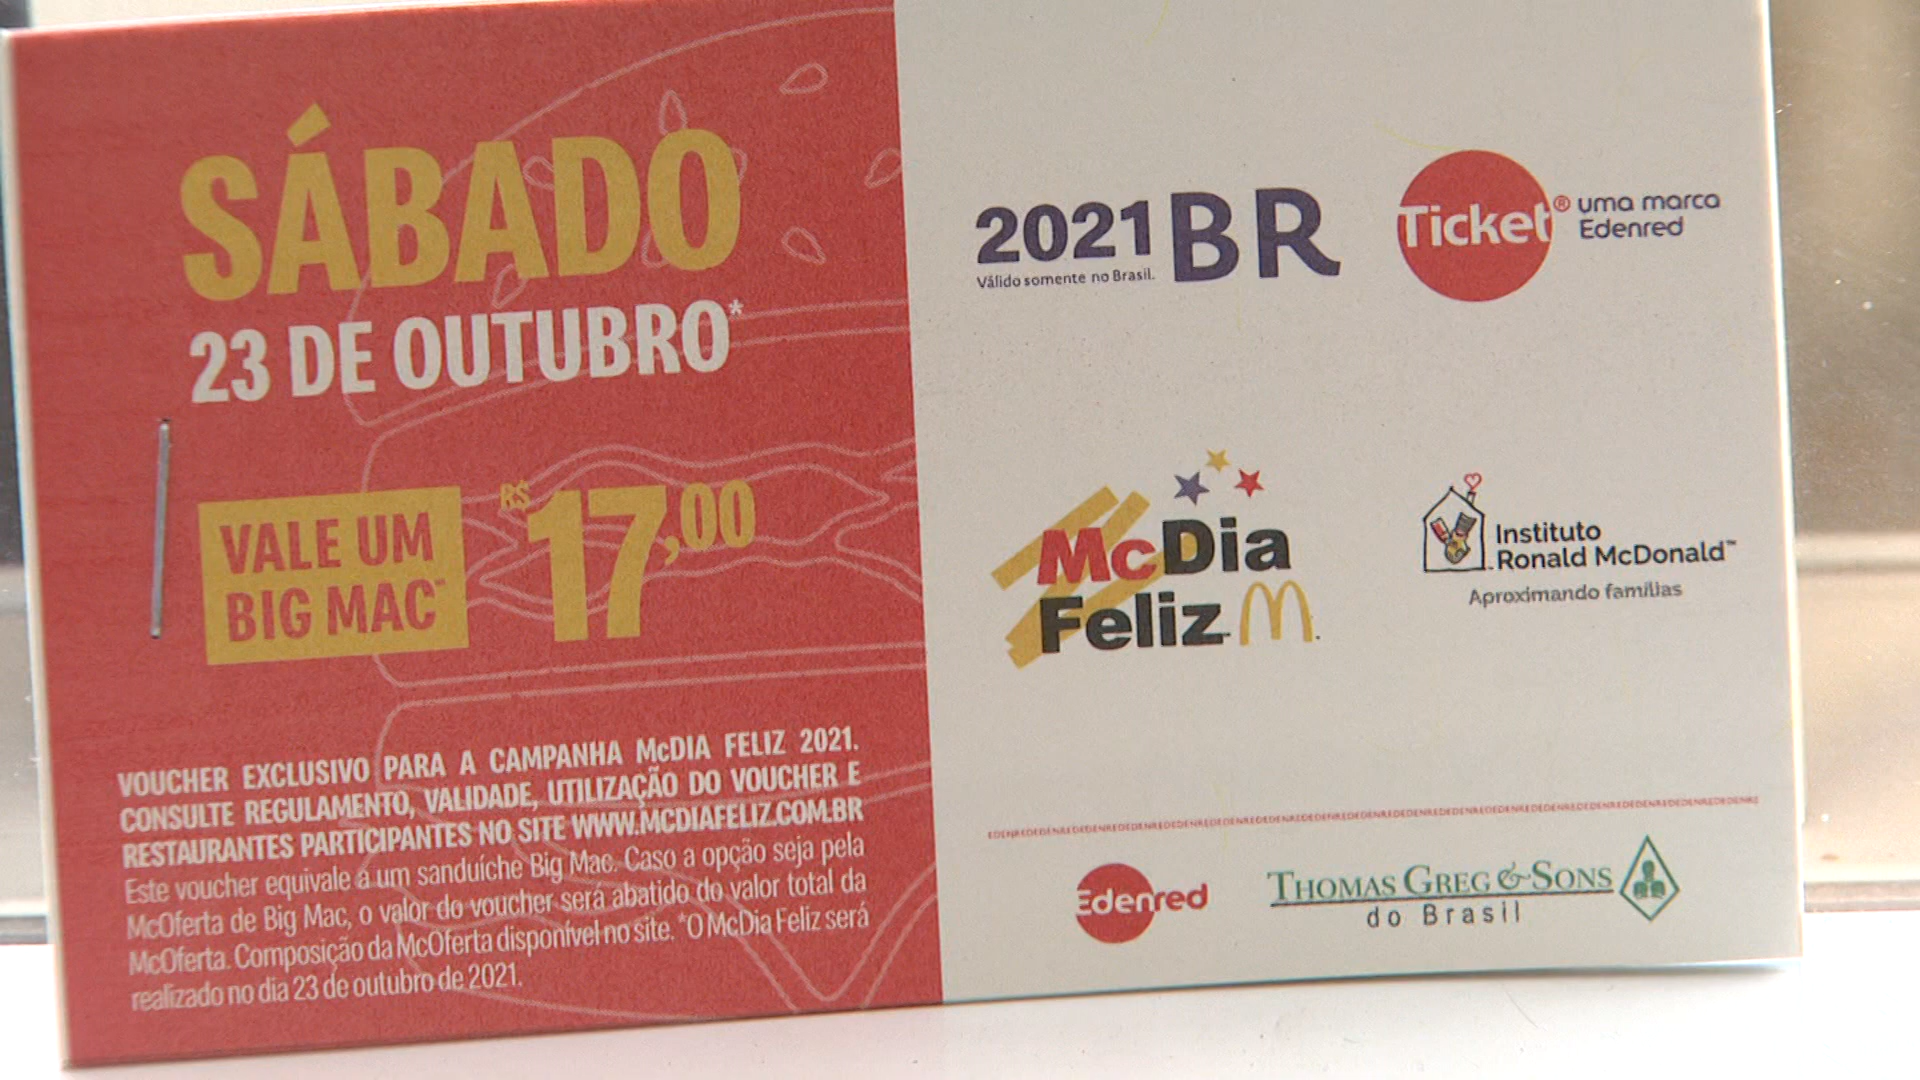 SÁBADO
23 DE OUTUBRO*
VALE UM
BIG MAC™
R$ 17,00
VOUCHER EXCLUSIVO PARA A CAMPANHA McDIA FELIZ 2021.
CONSULTE REGULAMENTO, VALIDADE, UTILIZAÇÃO DO VOUCHER E
RESTAURANTES PARTICIPANTES NO SITE WWW.MCDIAFELIZ.COM.BR
Este voucher equivale a um sanduíche Big Mac. Caso a opção seja pela
McOferta de Big Mac, o valor do voucher será abatido do valor total da
McOferta. Composição da McOferta disponível no site. *O McDia Feliz será
realizado no dia 23 de outubro de 2021.
2021 BR
Válido somente no Brasil.
Ticket® uma marca
Edenred
McDia
Feliz
Instituto
Ronald McDonald™
Aproximando famílias
Edenred
THOMAS GREG & SONS
do Brasil